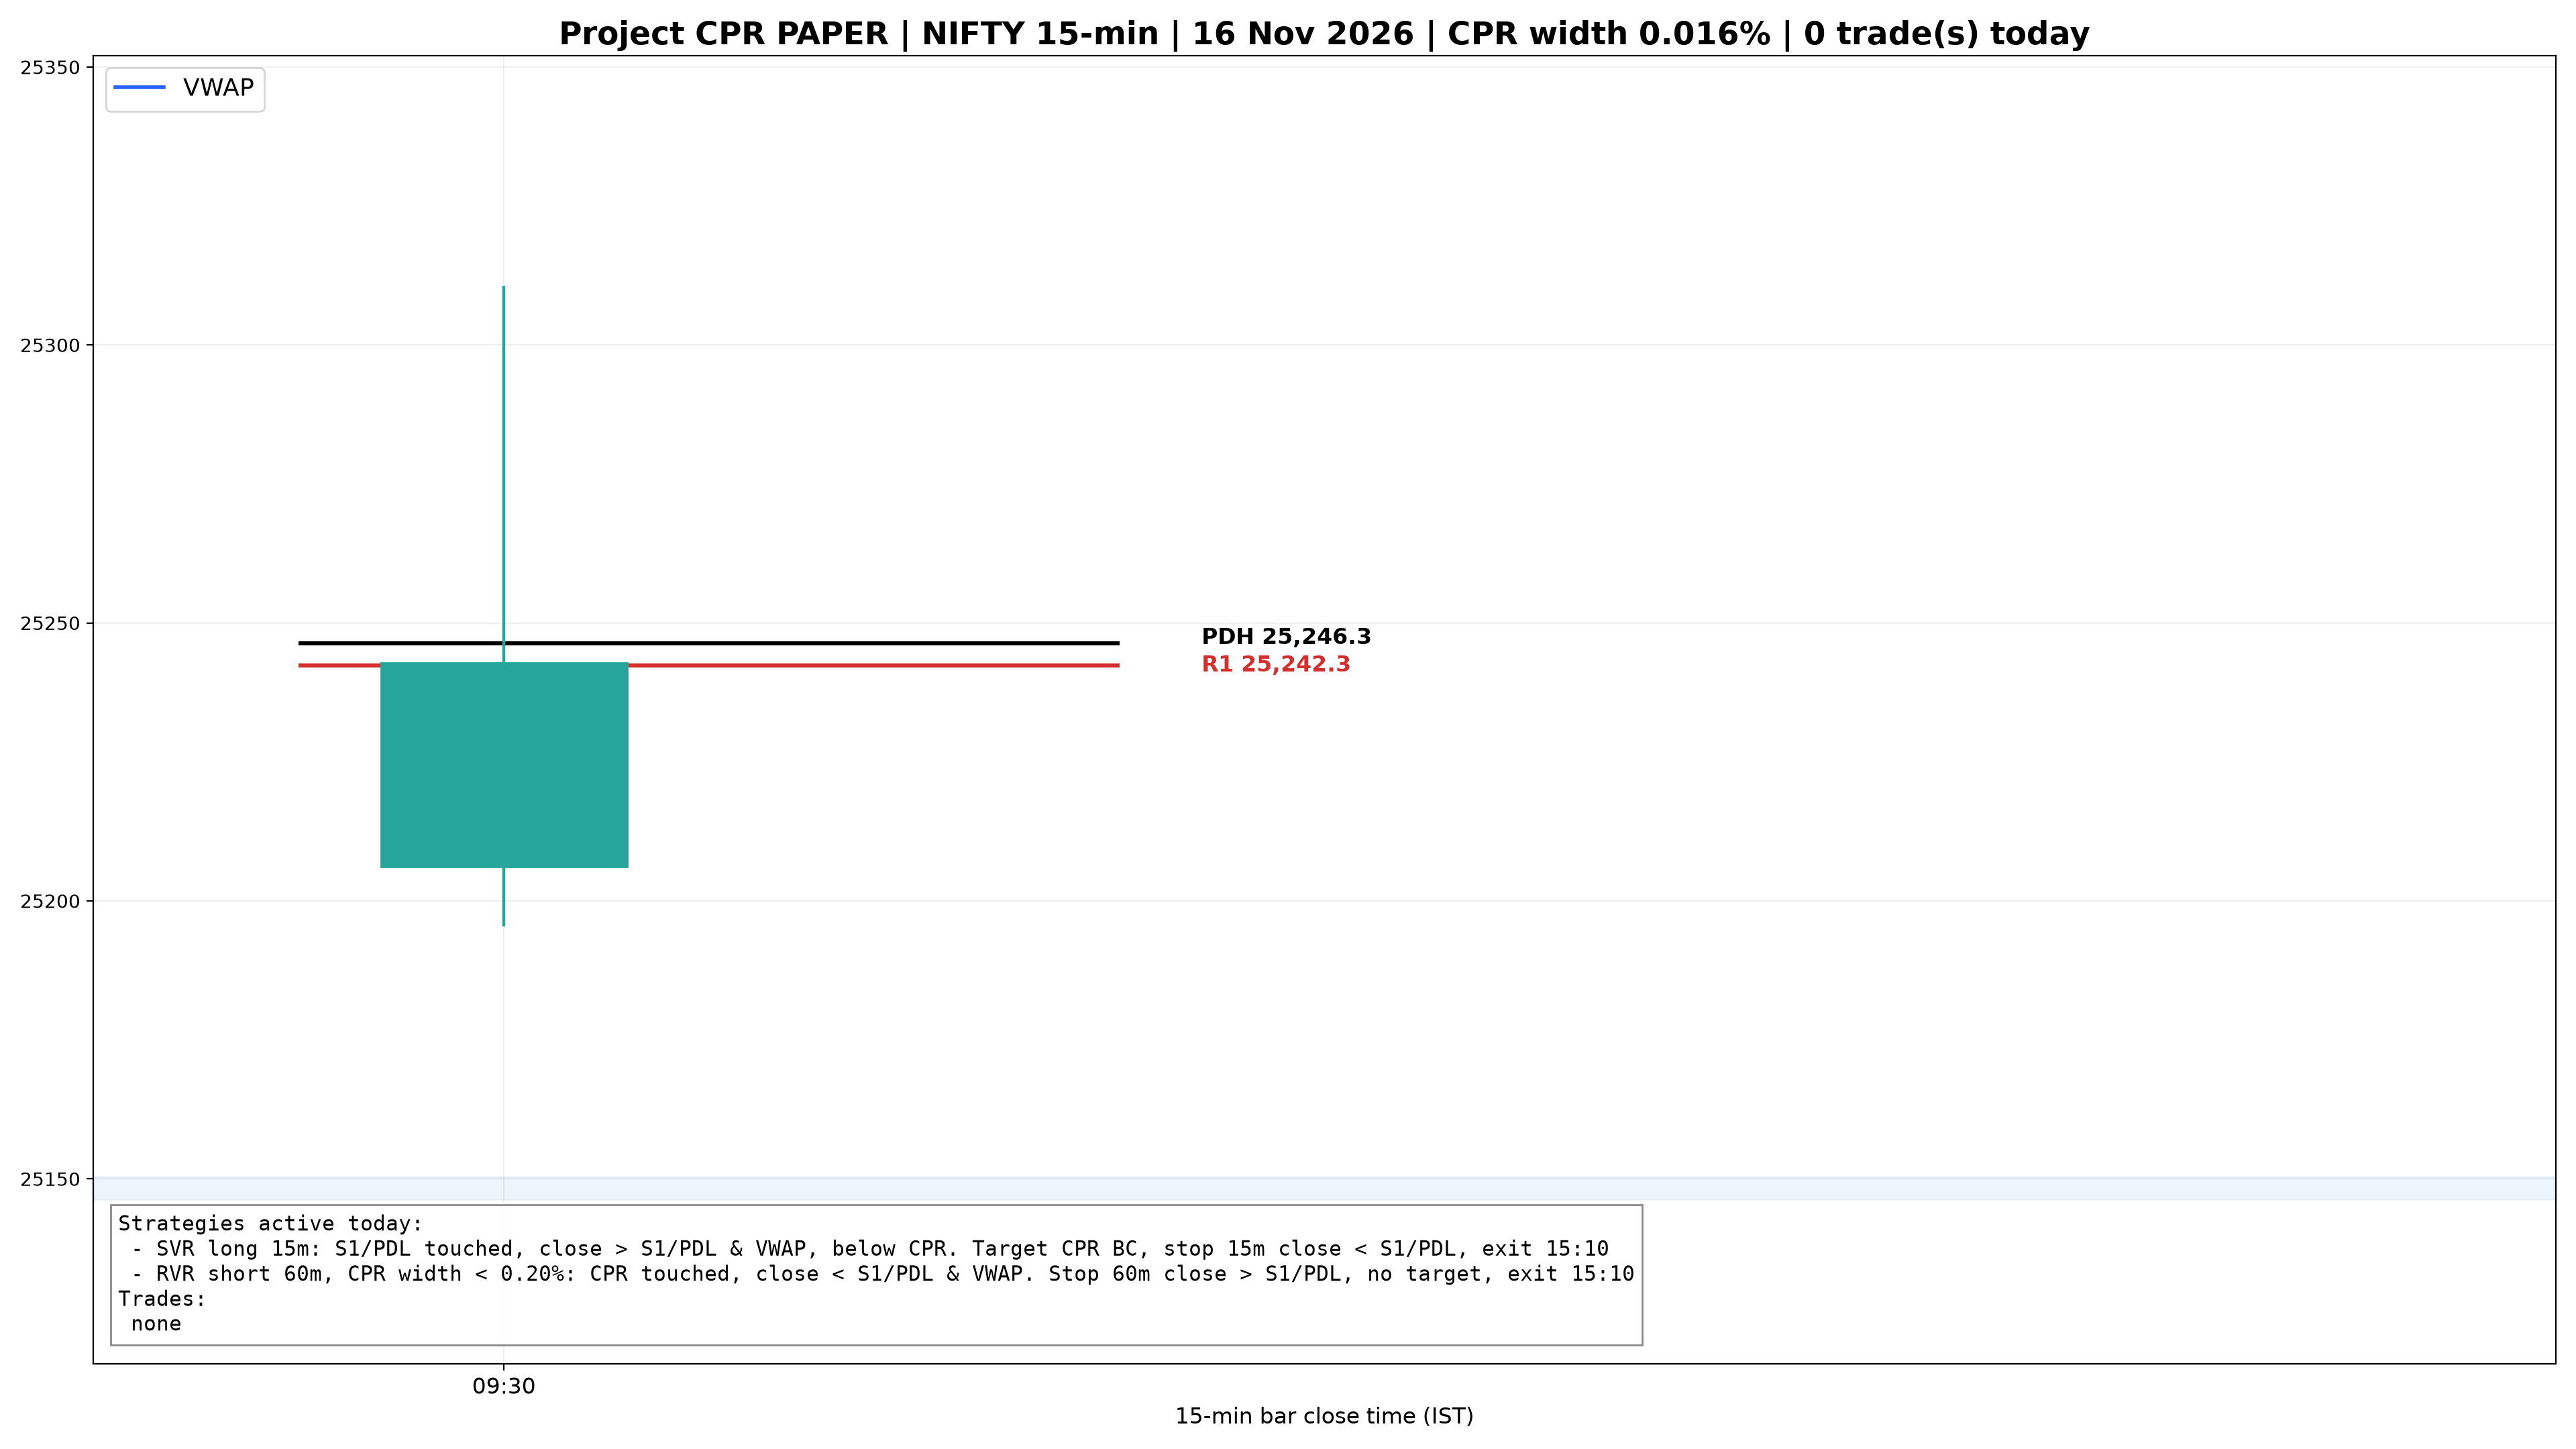 Project CPR PAPER | NIFTY 15-min | 16 Nov 2026 | CPR width 0.016% | 0 trade(s) today
VWAP
25350
25300
25250
25200
25150
PDH 25,246.3
R1 25,242.3
Strategies active today:
- SVR long 15m: S1/PDL touched, close > S1/PDL & VWAP, below CPR. Target CPR BC, stop 15m close < S1/PDL, exit 15:10
- RVR short 60m, CPR width < 0.20%: CPR touched, close < S1/PDL & VWAP. Stop 60m close > S1/PDL, no target, exit 15:10
Trades:
none
09:30
15-min bar close time (IST)